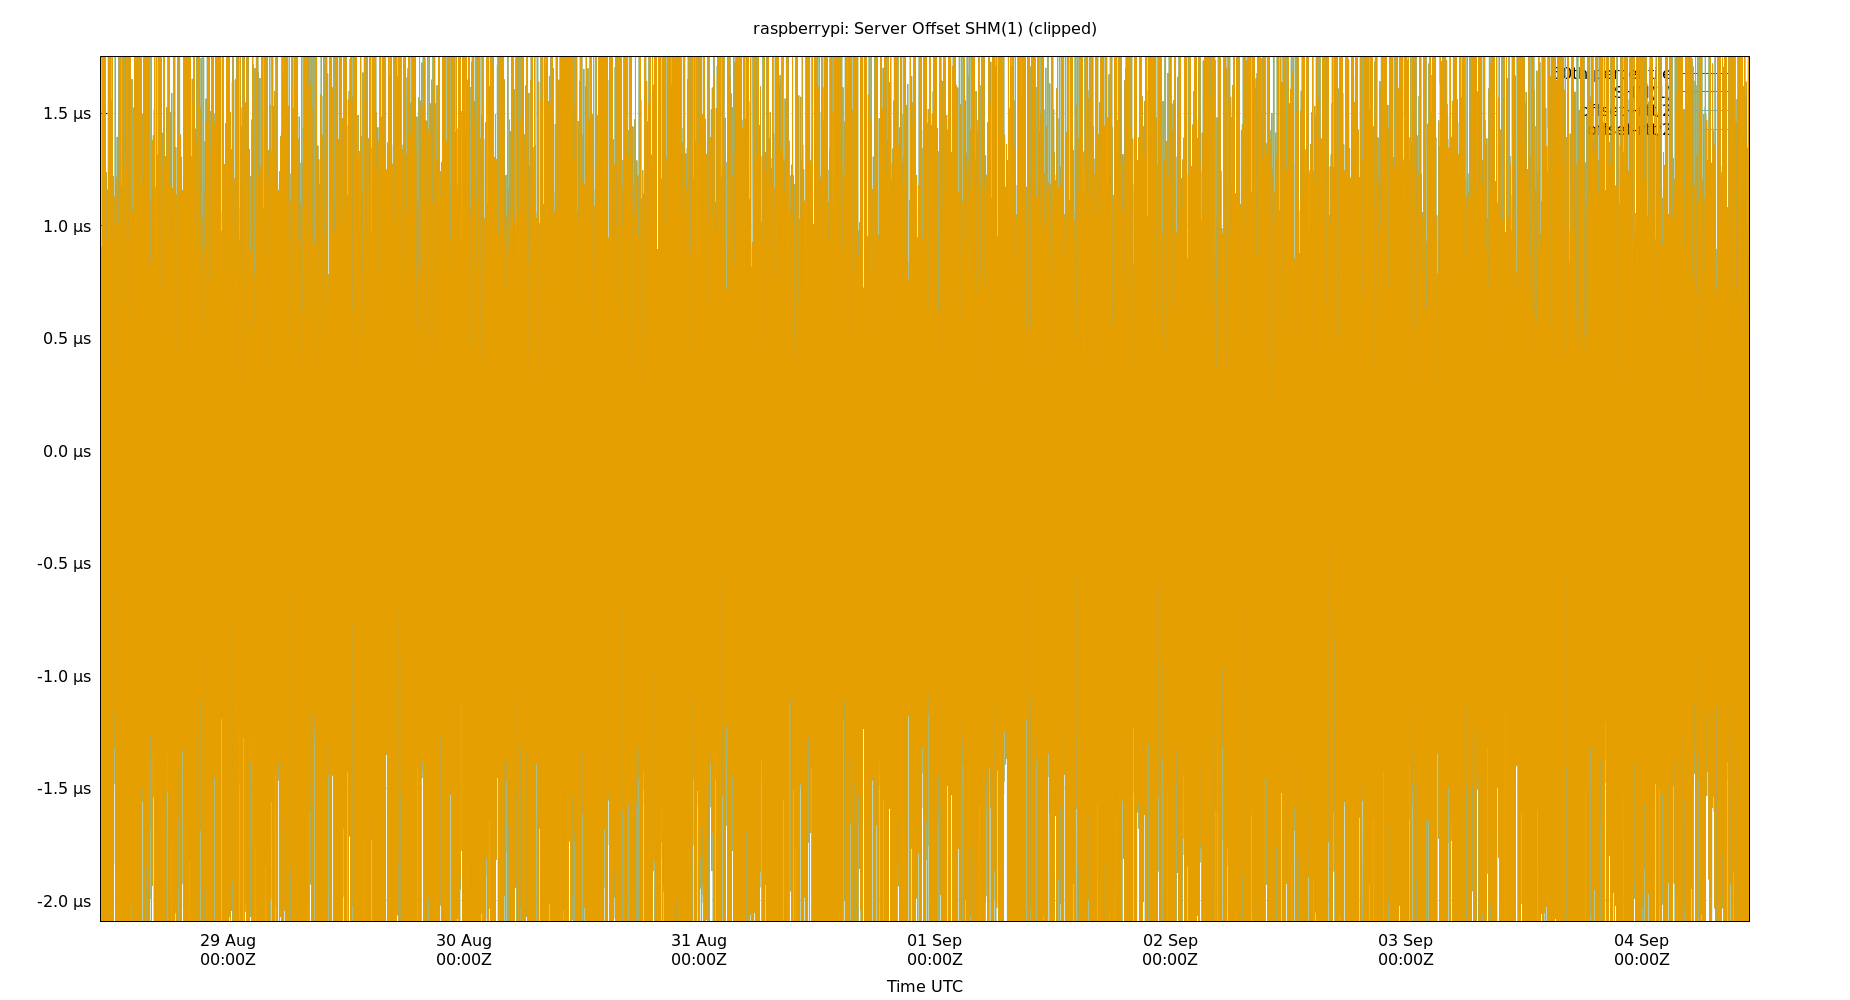 raspberrypi: Server Offset SHM(1) (clipped)
1.5 µs
1.0 µs
0.5 µs
0.0 µs
-0.5 µs
-1.0 µs
-1.5 µs
-2.0 µs
29 Aug 30 Aug 31 Aug 01 Sep 02 Sep 03 Sep 04 Sep
00:00Z 00:00Z 00:00Z 00:00Z 00:00Z 00:00Z 00:00Z
Time UTC